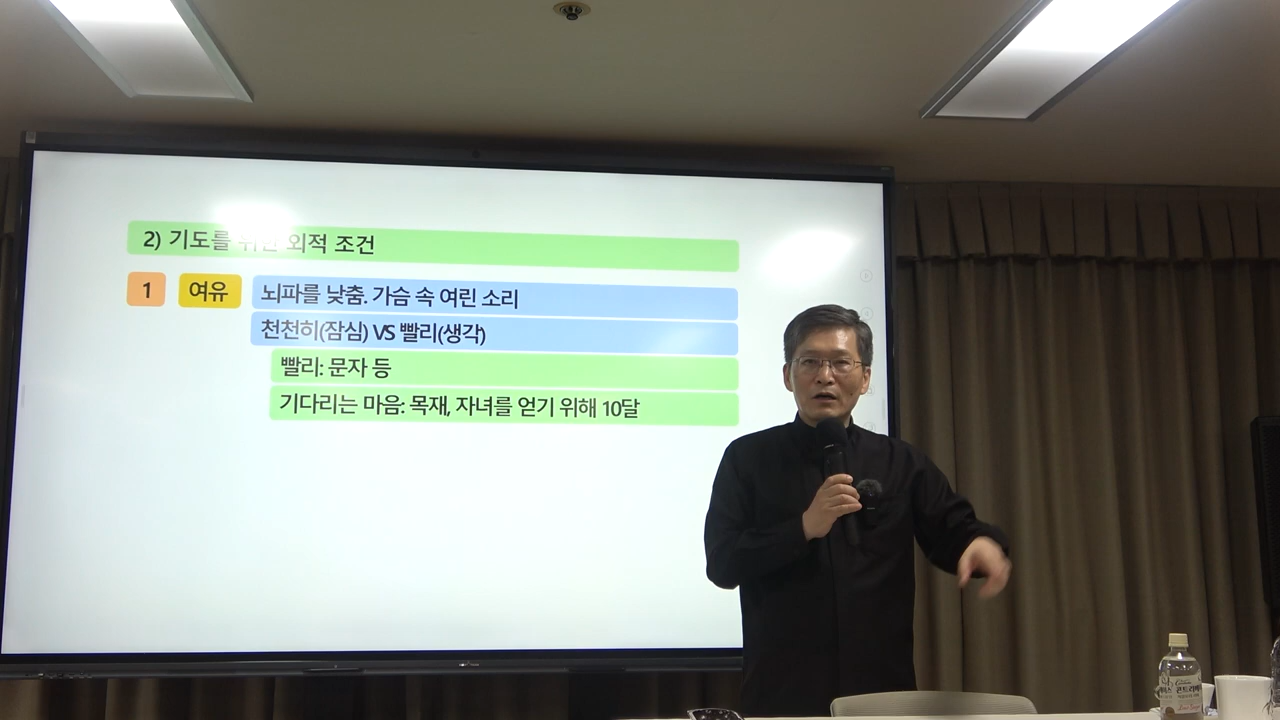 2) 기도를 위한 외적 조건
1 여유 뇌파를 낮춤. 가슴 속 여린 소리
천천히(잠심) VS 빨리(생각)
빨리: 문자 등
기다리는 마음: 목재, 자녀를 얻기 위해 10달